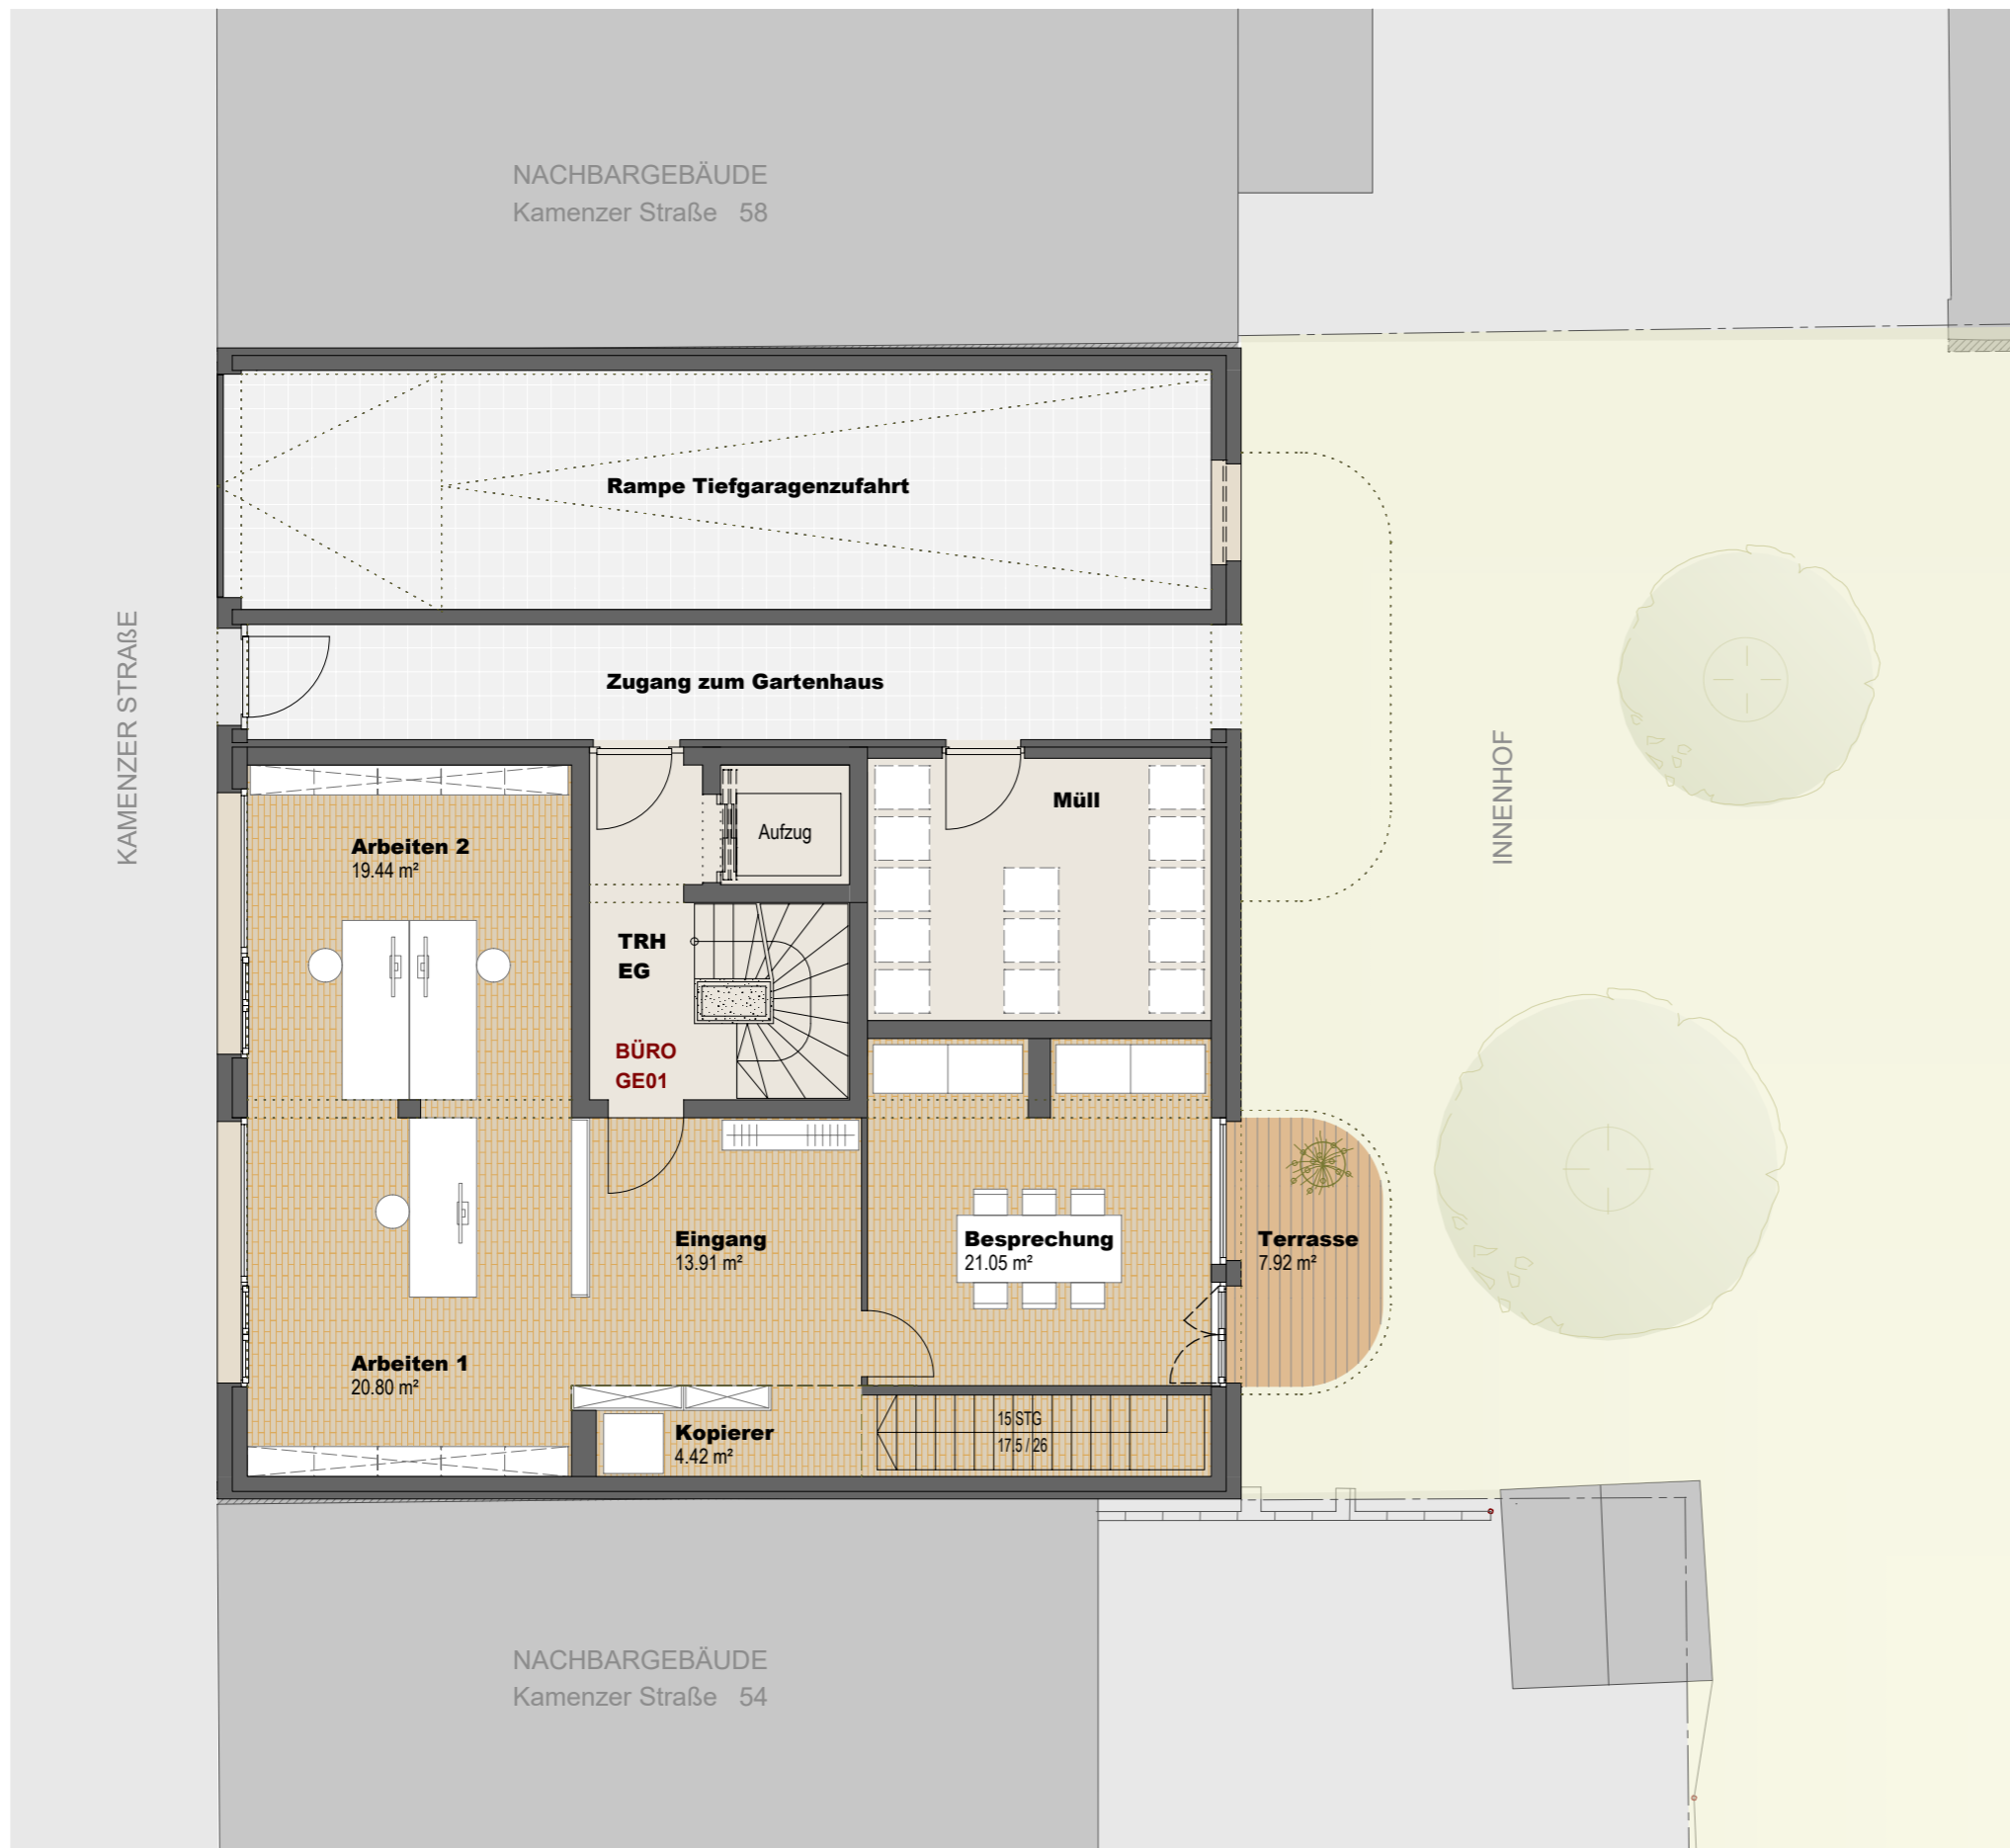 NACHBARGEBÄUDE
Kamenzer Straße 58
Rampe Tiefgaragenzufahrt
KAMENZER STRAßE
Zugang zum Gartenhaus
INNENHOF
Müll
Aufzug
Arbeiten 2
19.44 m²
TRH
EG
BÜRO
GE01
Eingang
13.91 m²
Besprechung
21.05 m²
Terrasse
7.92 m²
Arbeiten 1
20.80 m²
Kopierer
4.42 m²
15 STG
17.5 / 26
NACHBARGEBÄUDE
Kamenzer Straße 54